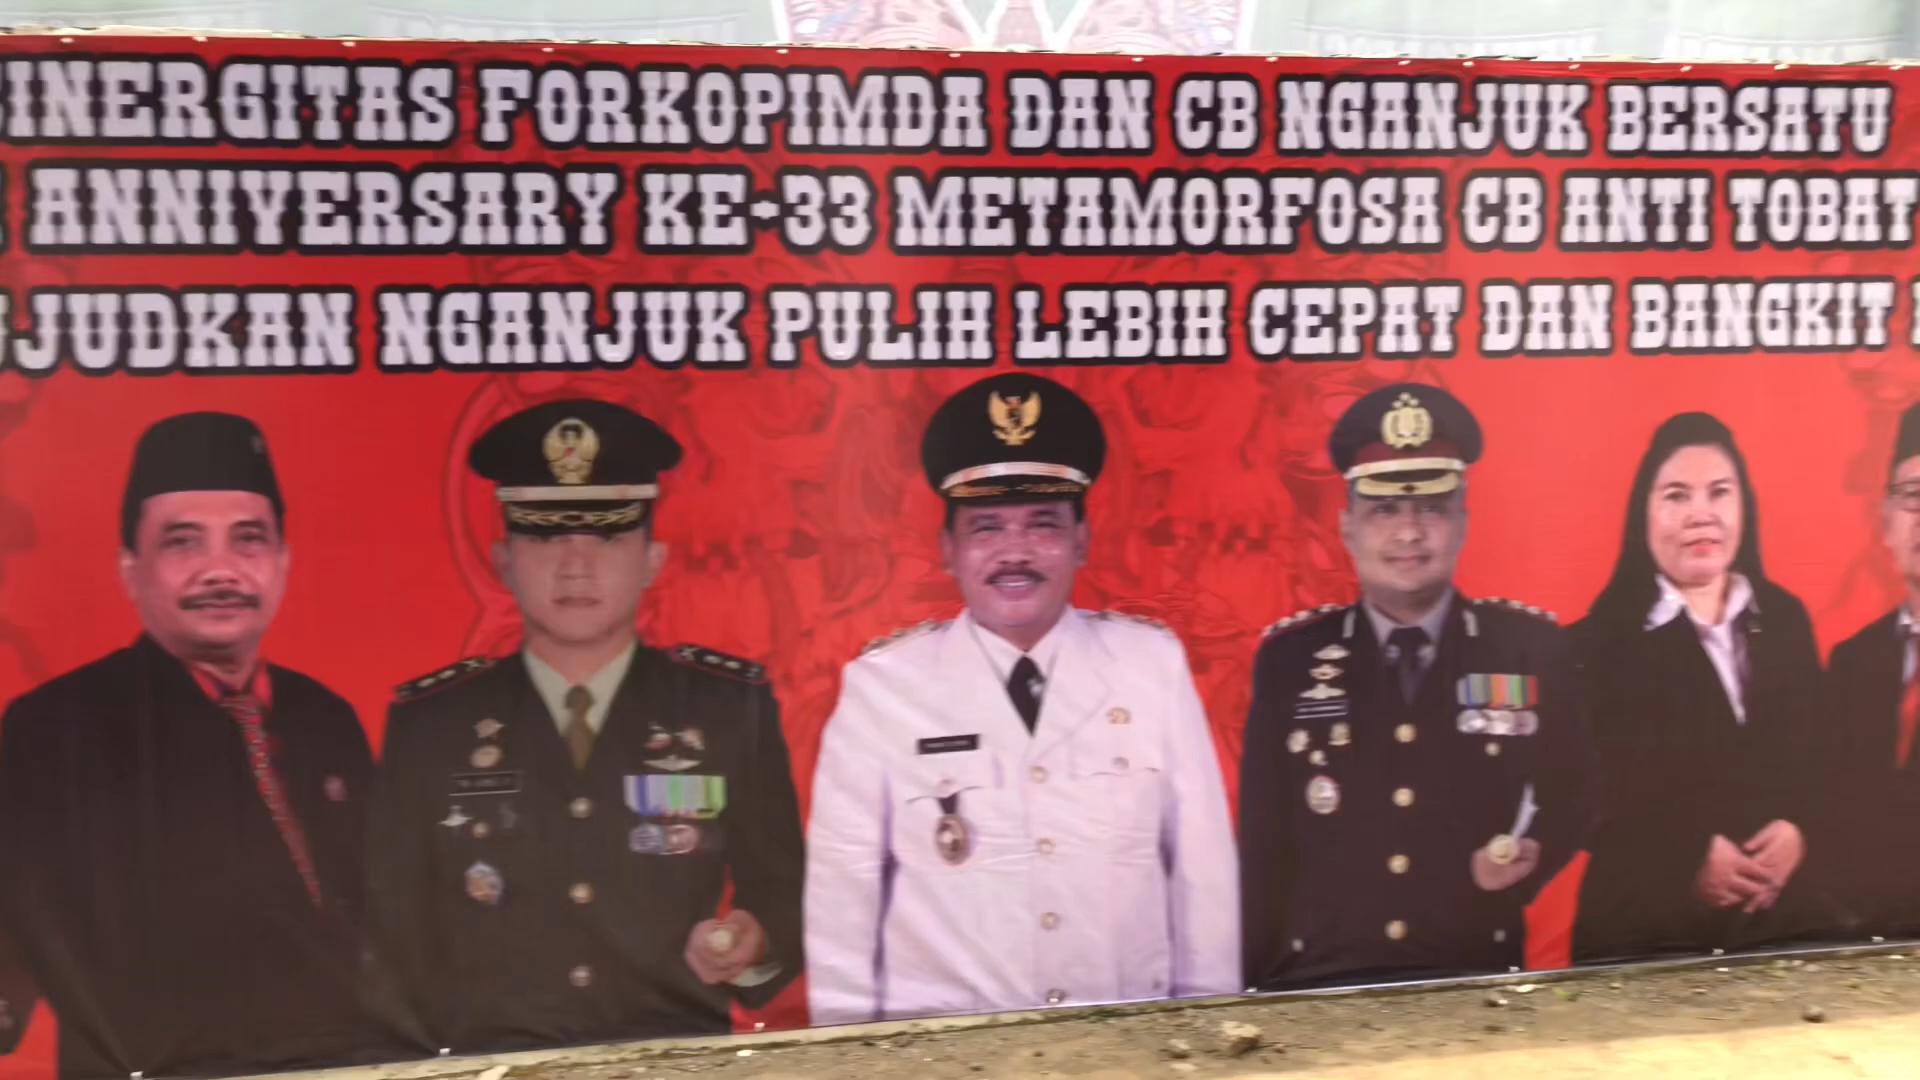 SINERGITAS FORKOPIMDA DAN CB NGANJUK BERSATU
ANNIVERSARY KE-33 METAMORFOSA CB ANTI TOBAT
UJUDKAN NGANJUK PULIH LEBIH CEPAT DAN BANGKIT